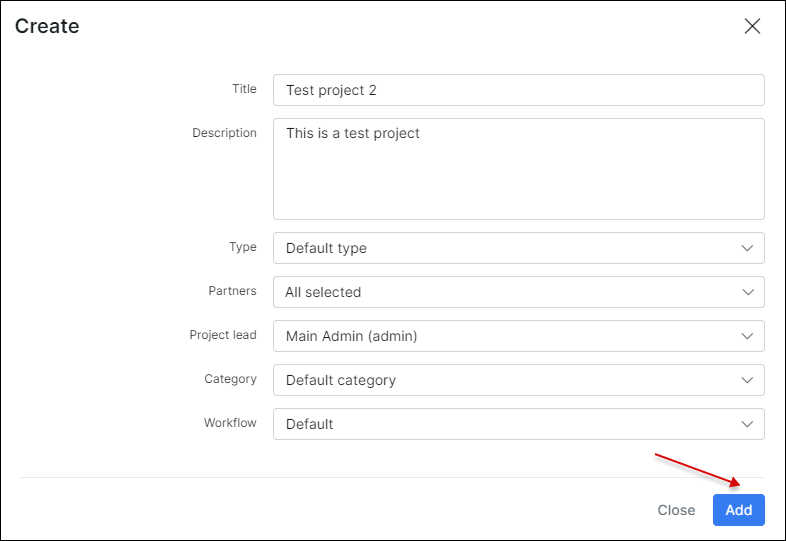 Create
Title
Test project 2
Description
This is a test project
Type
Default type
Partners
All selected
Project lead
Main Admin (admin)
Category
Default category
Workflow
Default
Close
Add